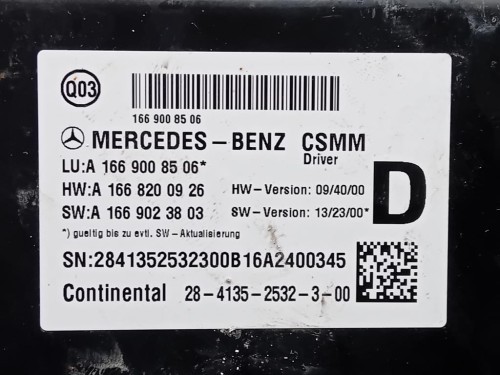 Q03
166 900 85 06
MERCEDES-BENZ CSMM
Driver
LU:A 166 900 85 06*
HW:A 166 820 09 26 HW-Version: 09/40/00
SW:A 166 902 38 03 SW-Version: 13/23/00*
D
*) gueltig bis zu evtl. SW-Aktualisierung
SN:2841352532300B16A2400345
Continental 28-4135-2532-3-00